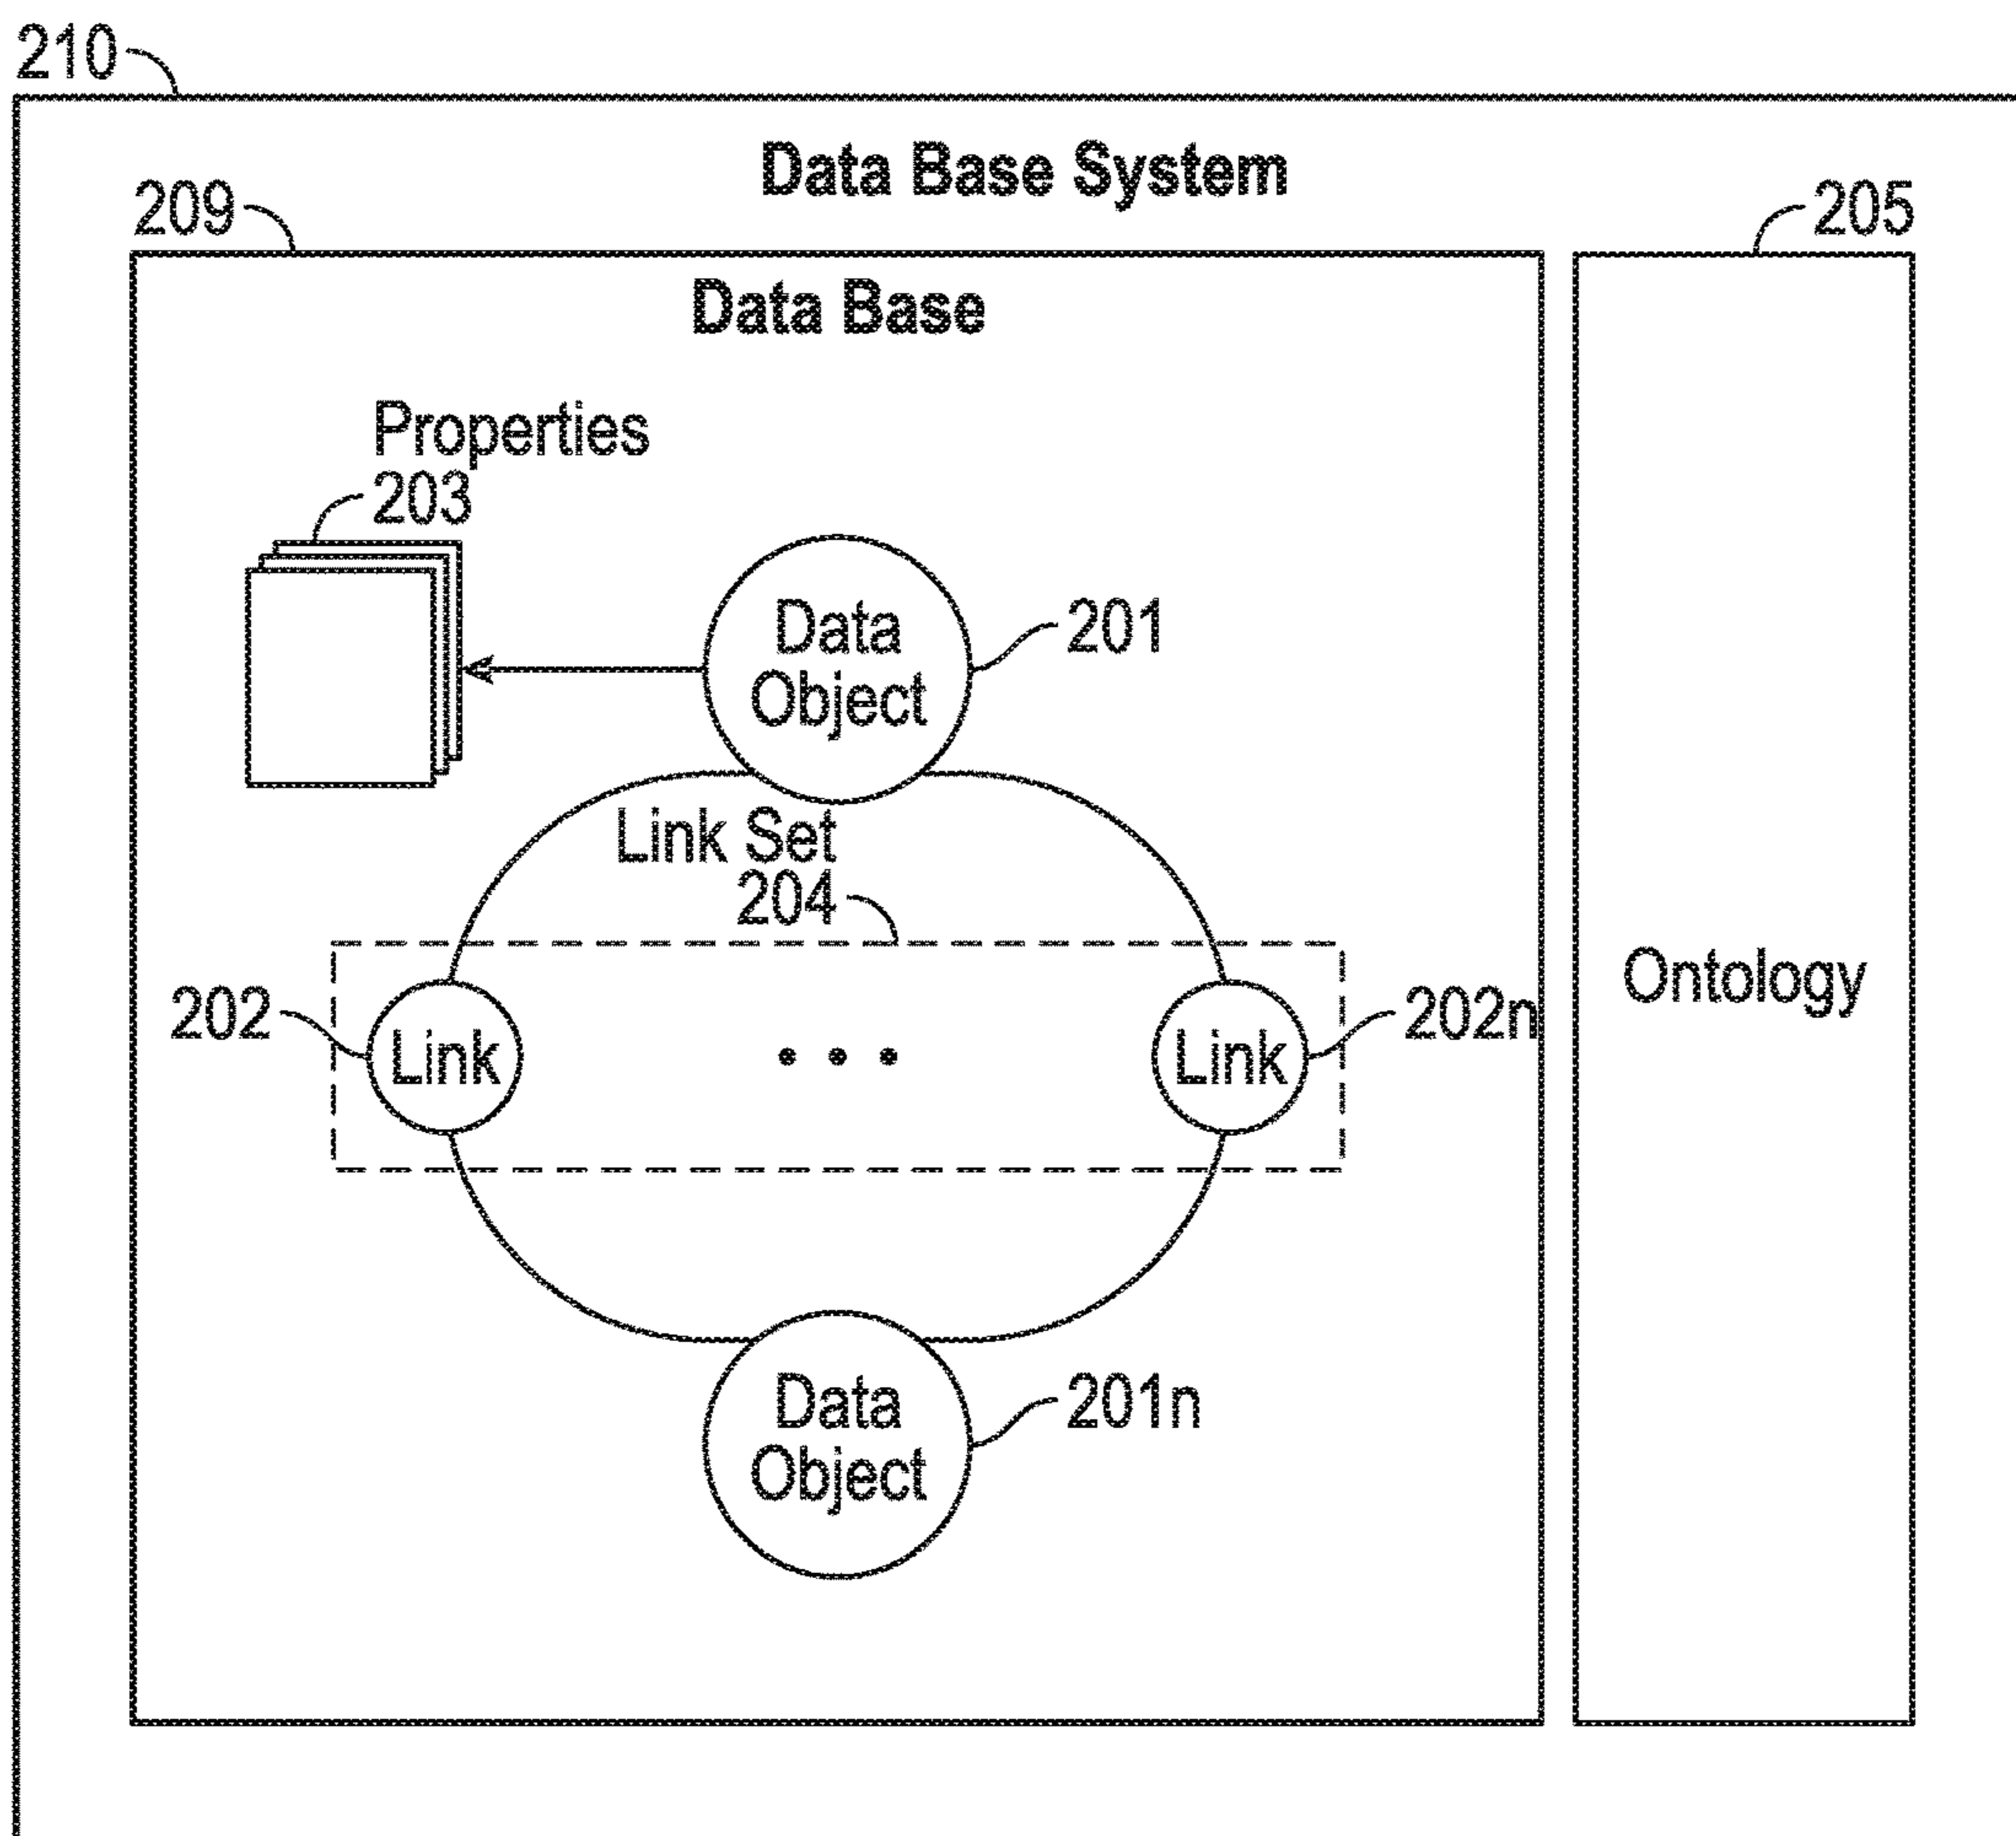 210
Data Base System
209
205
Data Base
Properties
203
Data
Object
201
Link Set
204
202
Link
Link
202n
Ontology
Data
Object
201n